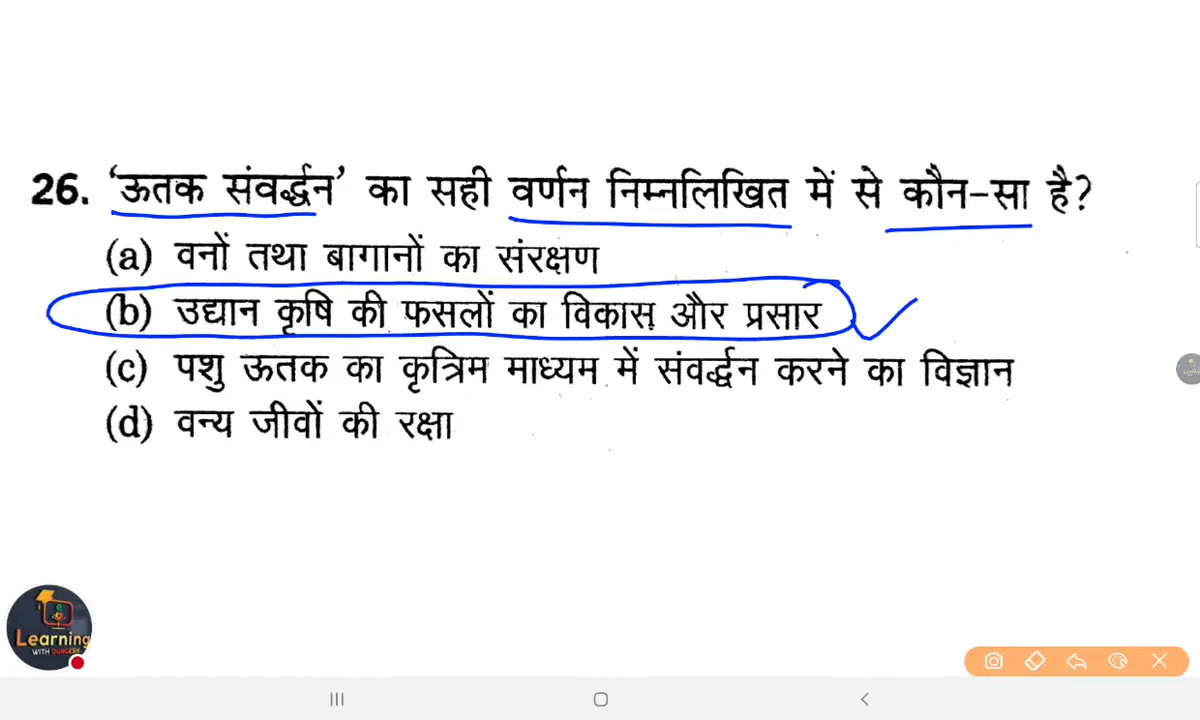 26. ‘ऊतक संवर्द्धन’ का सही वर्णन निम्नलिखित में से कौन-सा है?
(a) वनों तथा बागानों का संरक्षण
(b) उद्यान कृषि की फसलों का विकास और प्रसार
(c) पशु ऊतक का कृत्रिम माध्यम में संवर्द्धन करने का विज्ञान
(d) वन्य जीवों की रक्षा
Learning
WITH